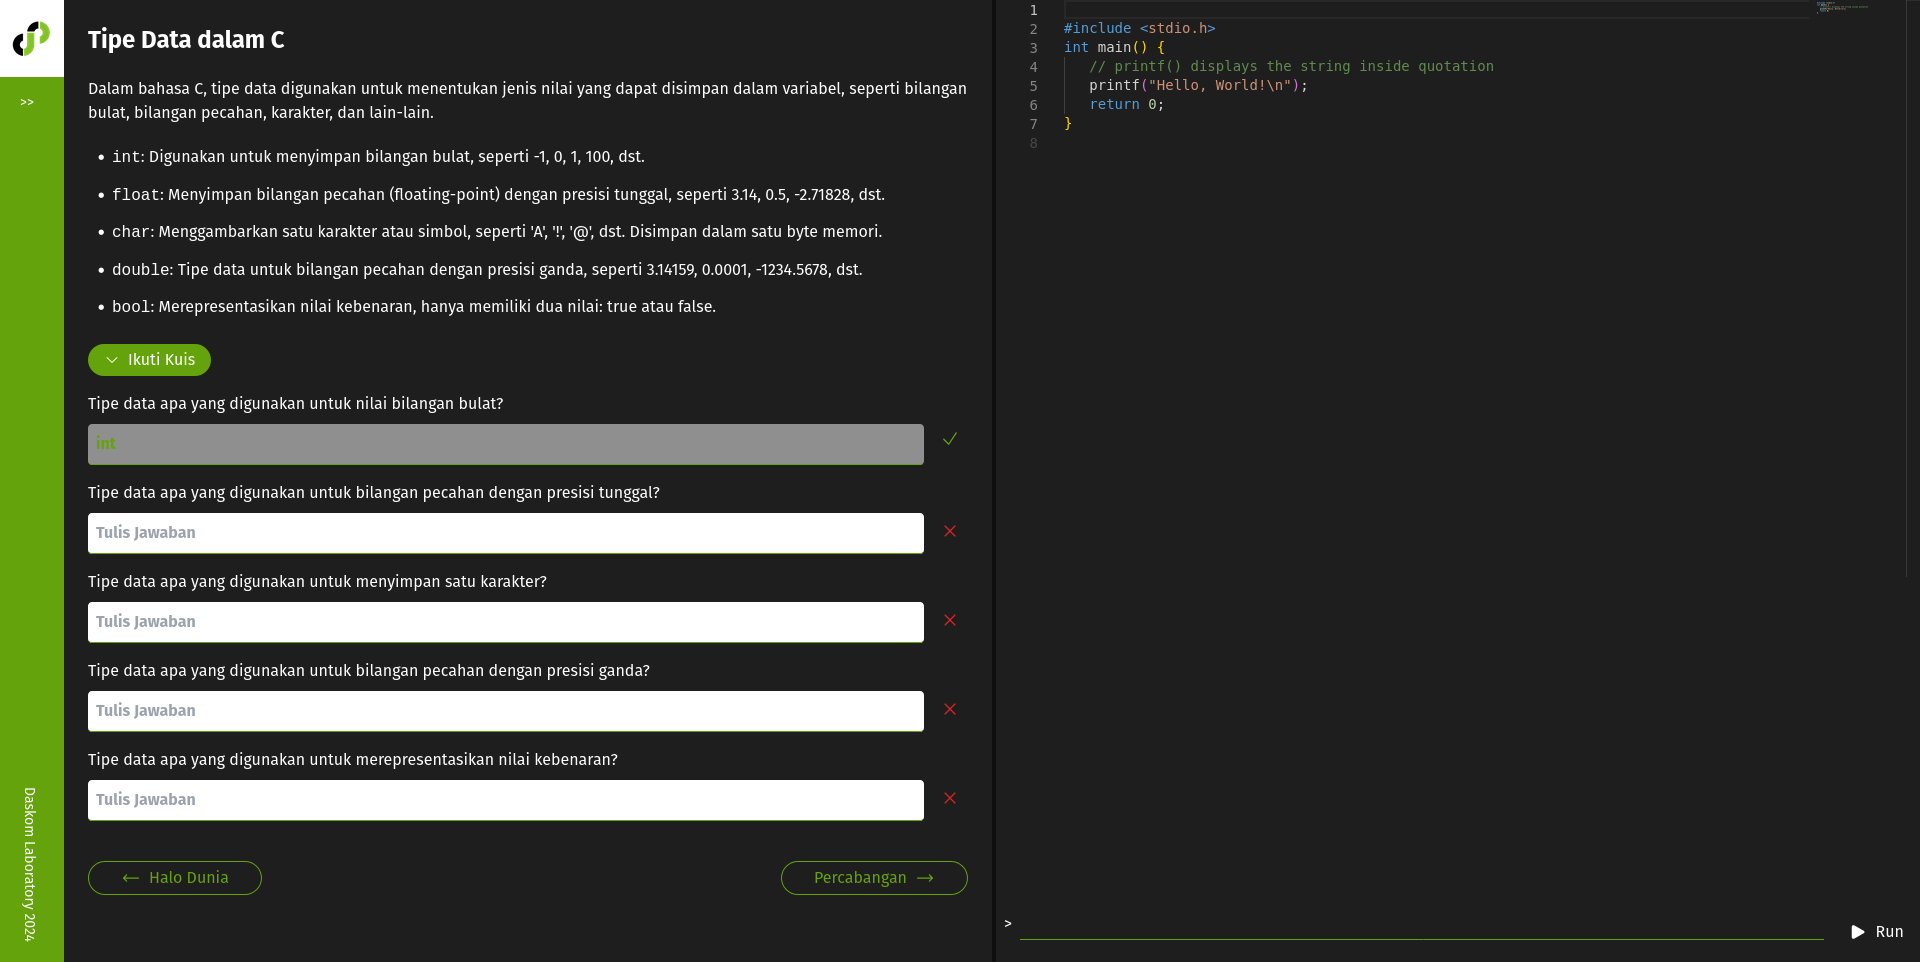 >>
Daskom Laboratory 2024
Tipe Data dalam C
Dalam bahasa C, tipe data digunakan untuk menentukan jenis nilai yang dapat disimpan dalam variabel, seperti bilangan
bulat, bilangan pecahan, karakter, dan lain-lain.
• int: Digunakan untuk menyimpan bilangan bulat, seperti -1, 0, 1, 100, dst.
• float: Menyimpan bilangan pecahan (floating-point) dengan presisi tunggal, seperti 3.14, 0.5, -2.71828, dst.
• char: Menggambarkan satu karakter atau simbol, seperti 'A', '!', '@', dst. Disimpan dalam satu byte memori.
• double: Tipe data untuk bilangan pecahan dengan presisi ganda, seperti 3.14159, 0.0001, -1234.5678, dst.
• bool: Merepresentasikan nilai kebenaran, hanya memiliki dua nilai: true atau false.
Ikuti Kuis
Tipe data apa yang digunakan untuk nilai bilangan bulat?
int
Tipe data apa yang digunakan untuk bilangan pecahan dengan presisi tunggal?
Tulis Jawaban
Tipe data apa yang digunakan untuk menyimpan satu karakter?
Tulis Jawaban
Tipe data apa yang digunakan untuk bilangan pecahan dengan presisi ganda?
Tulis Jawaban
Tipe data apa yang digunakan untuk merepresentasikan nilai kebenaran?
Tulis Jawaban
← Halo Dunia
Percabangan →
1
2 #include <stdio.h>
3 int main() {
4 // printf() displays the string inside quotation
5 printf("Hello, World!\n");
6 return 0;
7 }
8
>
Run